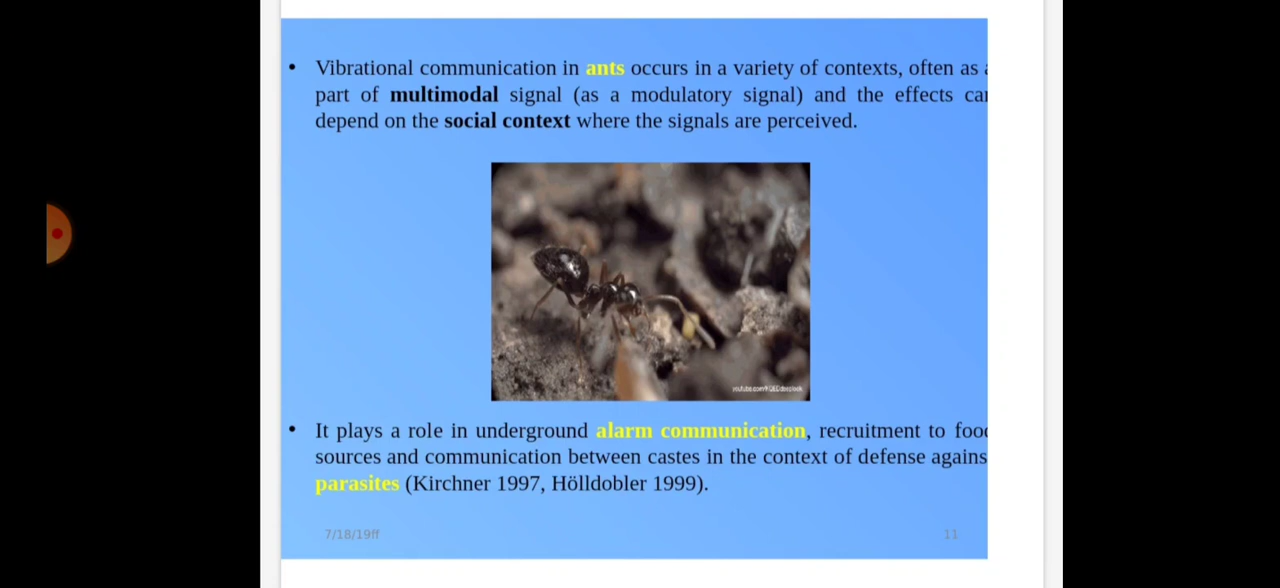 • Vibrational communication in ants occurs in a variety of contexts, often as
part of multimodal signal (as a modulatory signal) and the effects
depend on the social context where the signals are perceived.
• It plays a role in underground alarm communication, recruitment to
sources and communication between castes in the context of defense
parasites (Kirchner 1997, Hölldobler 1999).
7/18/19ff
11